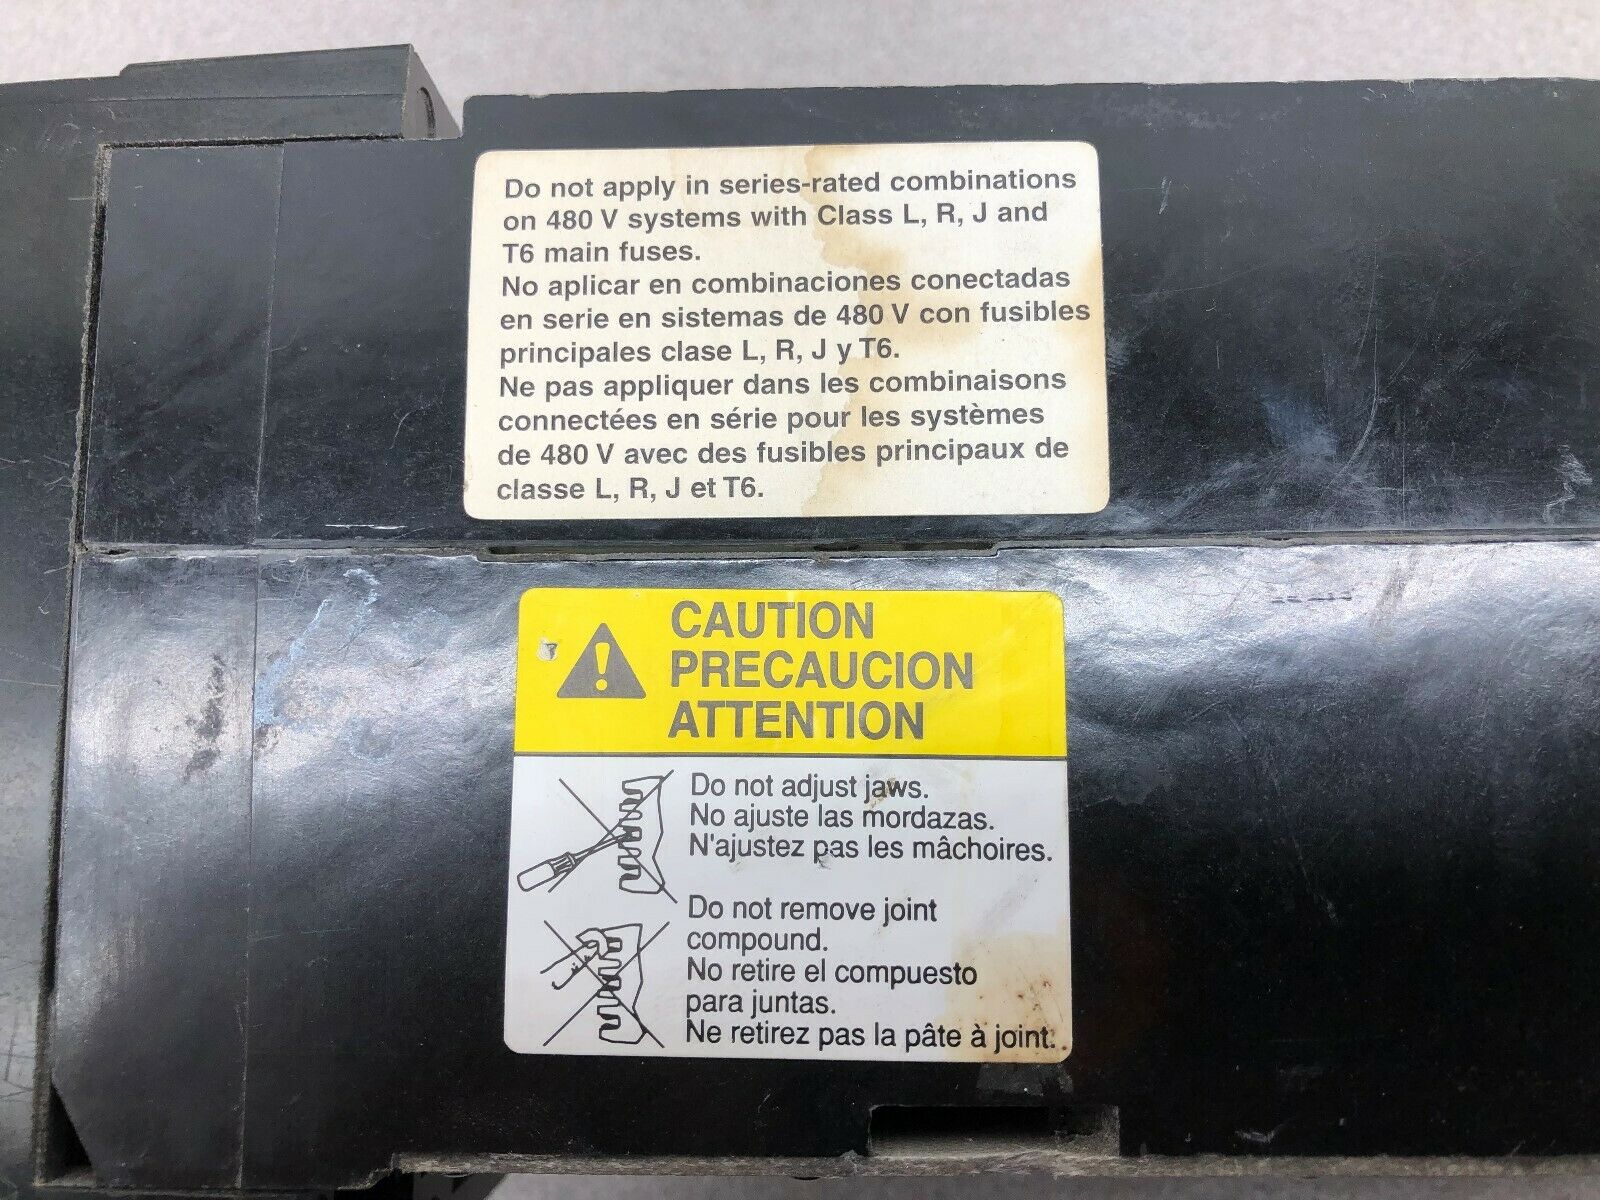 Do not apply in series-rated combinations
on 480 V systems with Class L, R, J and
T6 main fuses.
No aplicar en combinaciones conectadas
en serie en sistemas de 480 V con fusibles
principales clase L, R, J y T6.
Ne pas appliquer dans les combinaisons
connectées en série pour les systèmes
de 480 V avec des fusibles principaux de
classe L, R, J et T6.
CAUTION
PRECAUCION
ATTENTION
Do not adjust jaws.
No ajuste las mordazas.
N'ajustez pas les mâchoires.
Do not remove joint
compound.
No retire el compuesto
para juntas.
Ne retirez pas la pâte à joint.